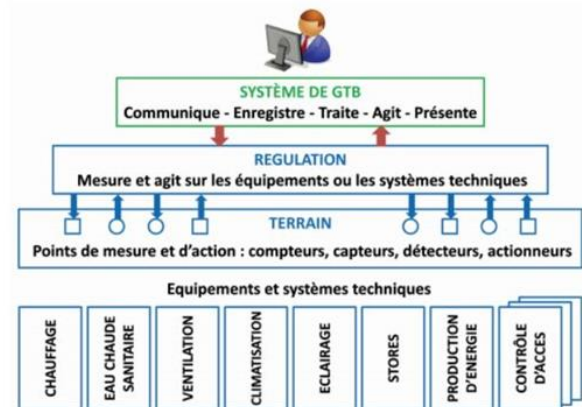 SYSTÈME DE GTB
Communique - Enregistre - Traite - Agit - Présente
REGULATION
Mesure et agit sur les équipements ou les systèmes techniques
TERRAIN
Points de mesure et d'action : compteurs, capteurs, détecteurs, actionneurs
Equipements et systèmes techniques
CHAUFFAGE
EAU CHAUDE
SANITAIRE
VENTILATION
CLIMATISATION
ECLAIRAGE
STORES
PRODUCTION
D'ENERGIE
CONTRÔLE
D'ACCES